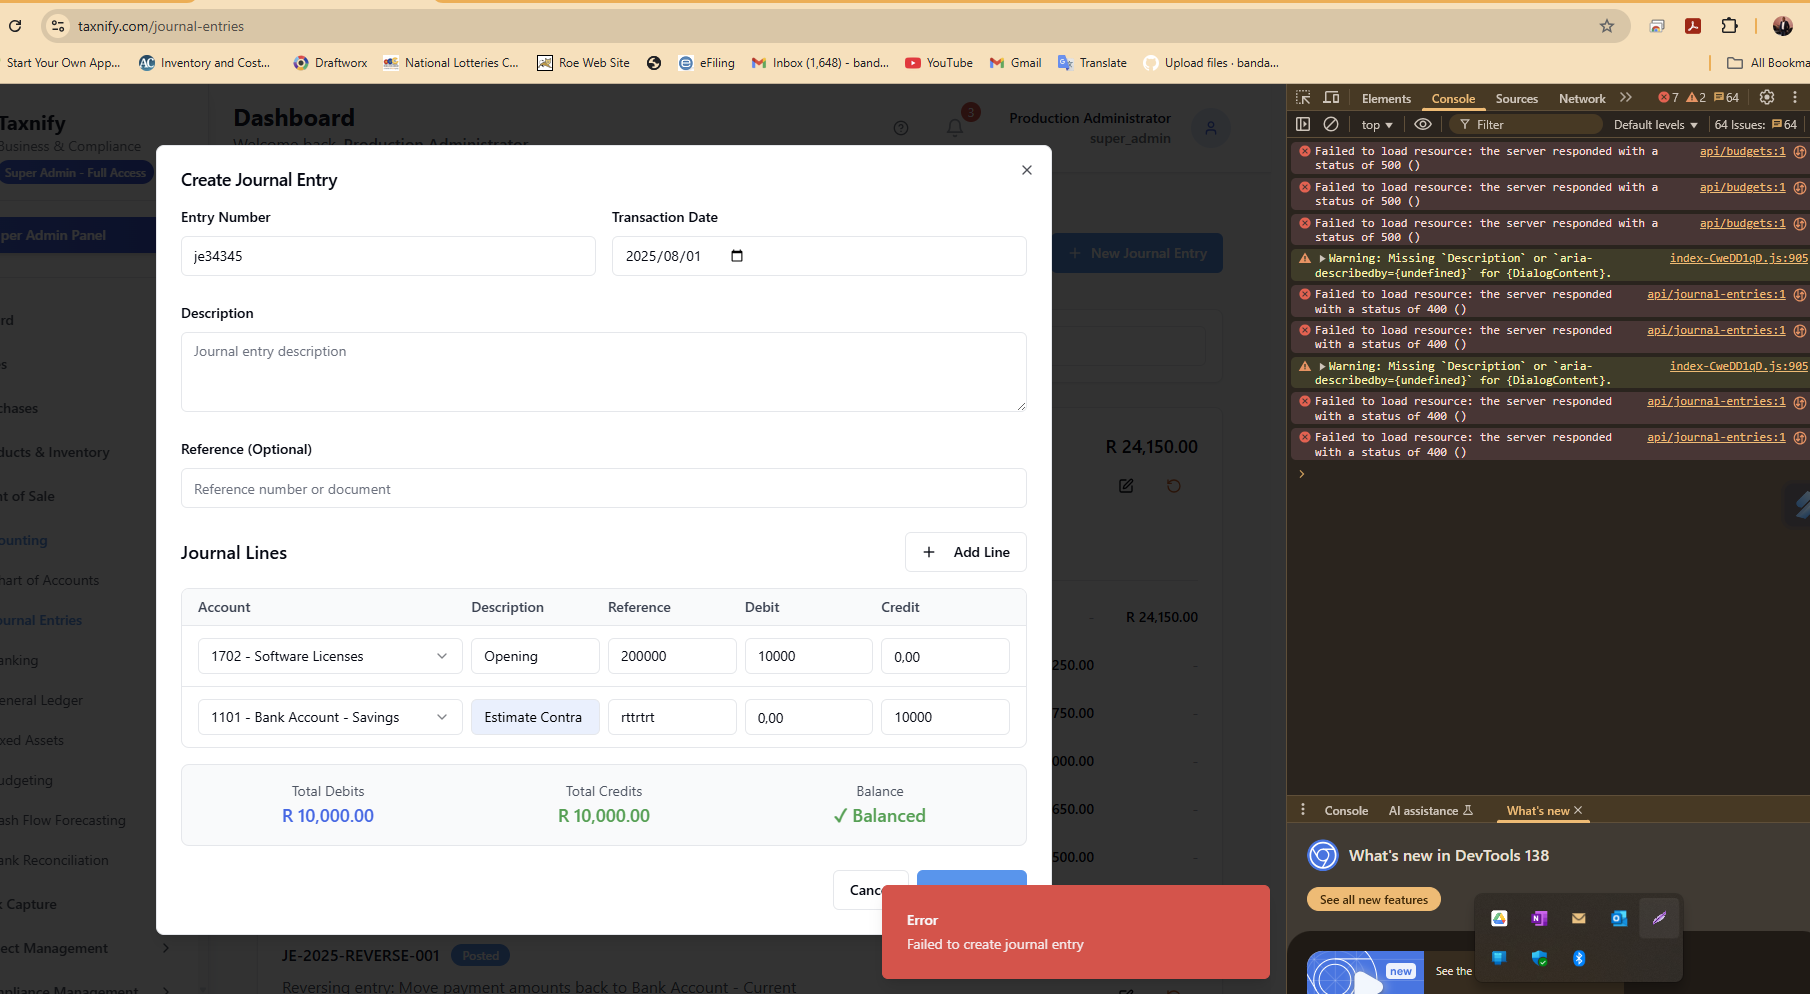 taxnify.com/journal-entries
Start Your Own App... Inventory and Cost... Draftworx National Lotteries C... Roe Web Site eFiling Inbox (1,648) - band... YouTube Gmail Translate Upload files · banda... All Bookma
Taxnify
Business & Compliance
Super Admin - Full Access
per Admin Panel
rd
s
chases
ducts & Inventory
nt of Sale
ounting
hart of Accounts
urnal Entries
anking
eneral Ledger
xed Assets
udgeting
ash Flow Forecasting
ank Reconciliation
x Capture
ect Management
mpliance Management
Dashboard
Welcome back, Production Administrator
3
Production Administrator
super_admin
+ New Journal Entry
Create Journal Entry
Entry Number Transaction Date
je34345 2025/08/01
Description
Journal entry description
Reference (Optional)
Reference number or document
Journal Lines
+ Add Line
Account Description Reference Debit Credit
1702 - Software Licenses Opening 200000 10000 0,00
1101 - Bank Account - Savings Estimate Contra rttrtrt 0,00 10000
Total Debits Total Credits Balance
R 10,000.00 R 10,000.00 ✓ Balanced
Canc
Error
Failed to create journal entry
R 24,150.00
- R 24,150.00
250.00 -
750.00 -
000.00 -
650.00 -
500.00 -
JE-2025-REVERSE-001 Posted
Reversing entry: Move payment amounts back to Bank Account - Current
Elements Console Sources Network 7 2 64
top Filter Default levels 64 Issues: 64
Failed to load resource: the server responded with a api/budgets:1
status of 500 ()
Failed to load resource: the server responded with a api/budgets:1
status of 500 ()
Failed to load resource: the server responded with a api/budgets:1
status of 500 ()
Warning: Missing `Description` or `aria- index-CweDD1qD.js:905
describedby={undefined}` for {DialogContent}.
Failed to load resource: the server responded api/journal-entries:1
with a status of 400 ()
Failed to load resource: the server responded api/journal-entries:1
with a status of 400 ()
Warning: Missing `Description` or `aria- index-CweDD1qD.js:905
describedby={undefined}` for {DialogContent}.
Failed to load resource: the server responded api/journal-entries:1
with a status of 400 ()
Failed to load resource: the server responded api/journal-entries:1
with a status of 400 ()
Console AI assistance What's new
What's new in DevTools 138
See all new features
new
See the